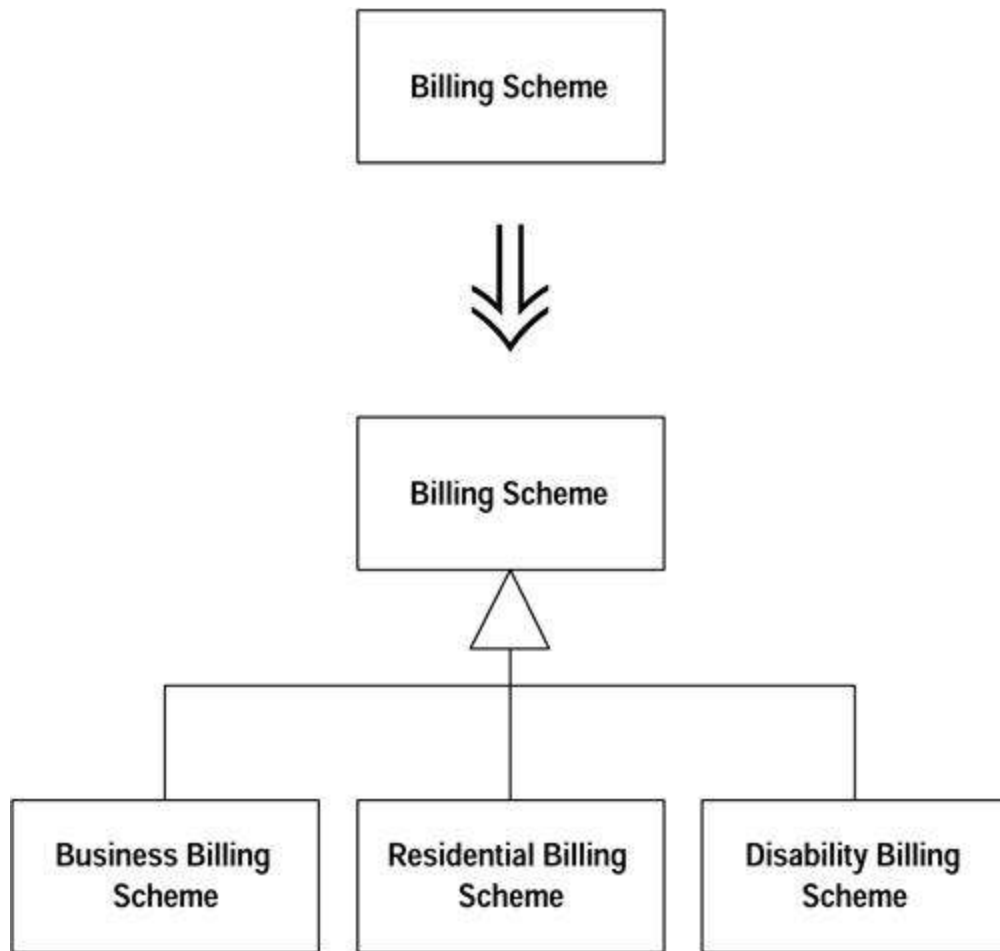 Billing Scheme
Billing Scheme
Business Billing
Scheme
Residential Billing
Scheme
Disability Billing
Scheme